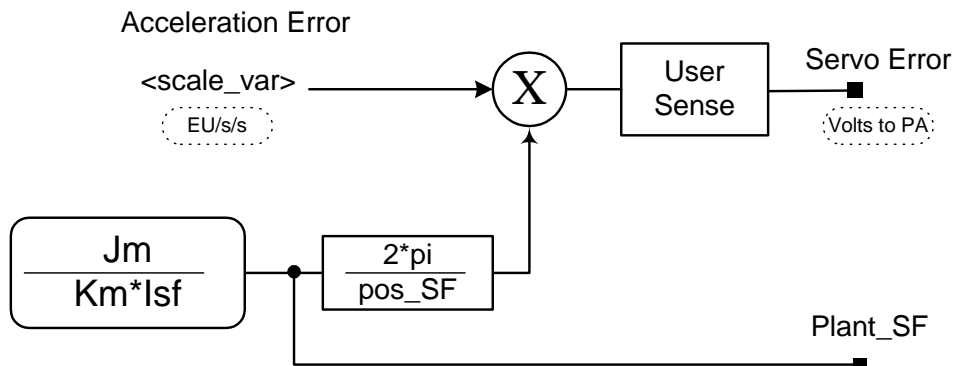 Acceleration Error
<scale_var>
EU/s/s
X
User
Sense
Servo Error
Volts to PA
Jm
Km*Isf
2*pi
pos_SF
Plant_SF